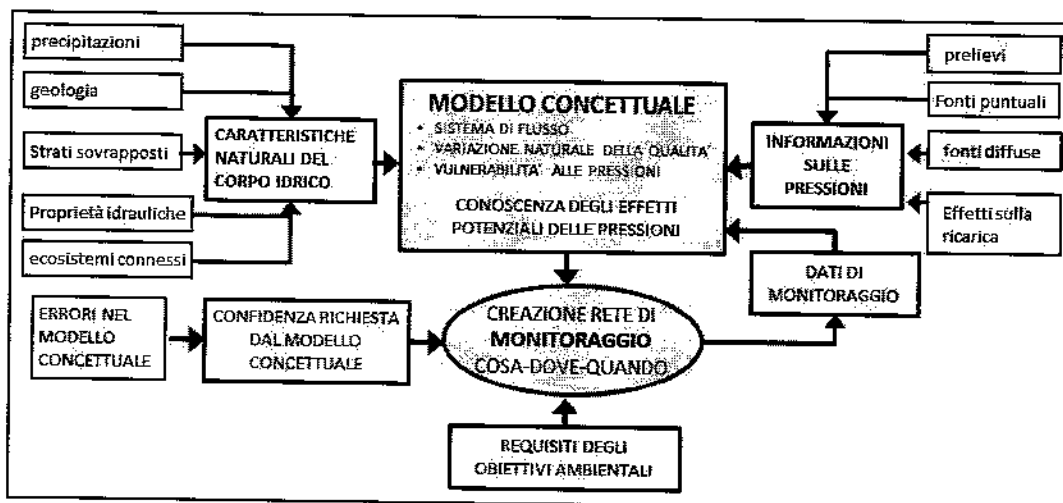 precipitazioni
geologia
Strati sovrapposti
Proprietà idrauliche
ecosistemi connessi
CARATTERISTICHE
NATURALI DEL
CORPO IDRICO
MODELLO CONCETTUALE
• SISTEMA DI FLUSSO
• VARIAZIONE NATURALE DELLA QUALITA'
• VULNERABILITA' ALLE PRESSIONI
CONOSCENZA DEGLI EFFETTI
POTENZIALI DELLE PRESSIONI
prelievi
Fonti puntuali
INFORMAZIONI
SULLE
PRESSIONI
fonti diffuse
Effetti sulla
ricarica
DATI DI
MONITORAGGIO
ERRORI NEL
MODELLO
CONCETTUALE
CONFIDENZA RICHIESTA
DAL MODELLO
CONCETTUALE
CREAZIONE RETE DI
MONITORAGGIO
COSA-DOVE-QUANDO
REQUISITI DEGLI
OBIETTIVI AMBIENTALI